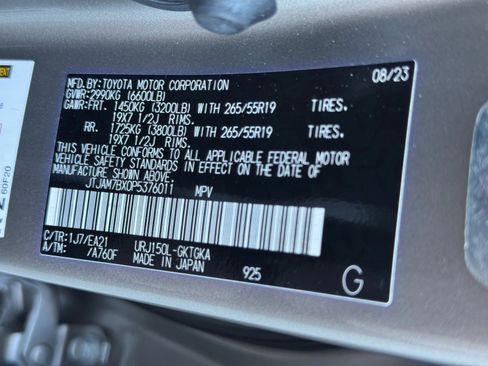 MFD.BY:TOYOTA MOTOR CORPORATION 08/23
GVWR:2990KG (6600LB)
GAWR:FRT. 1450KG (3200LB) WITH 265/55R19 TIRES.
19X7 1/2J RIMS.
RR. 1725KG (3800LB) WITH 265/55R19 TIRES.
19X7 1/2J RIMS.
THIS VEHICLE CONFORMS TO ALL APPLICABLE FEDERAL MOTOR
VEHICLE SAFETY STANDARDS IN EFFECT ON THE DATE OF
MANUFACTURE SHOWN ABOVE.
JTJAM7BX0P5376011 MPV
C/TR:1J7/EA21 URJ150L-GKTGKA
A/TM: /A760F MADE IN JAPAN 925 G
60F20